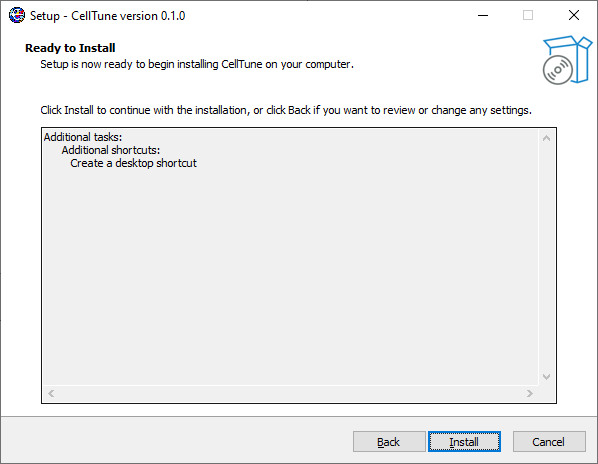 Setup - CellTune version 0.1.0
Ready to Install
Setup is now ready to begin installing CellTune on your computer.
Click Install to continue with the installation, or click Back if you want to review or change any settings.
Additional tasks:
Additional shortcuts:
Create a desktop shortcut
Back
Install
Cancel